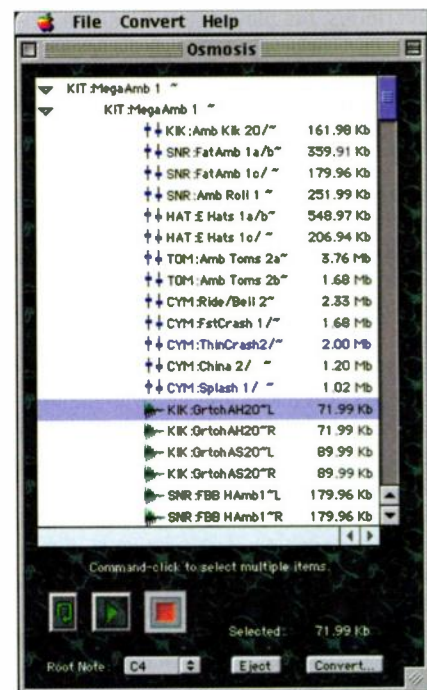 File Convert Help
Osmosis
KIT:MegaAmb 1 ~
KIT:MegaAmb 1 ~
KIK:Amb Kik 20/~ 161.98 Kb
SNR:FatAmb 1a/b~ 359.91 Kb
SNR:FatAmb 1c/ ~ 179.96 Kb
SNR:Amb Roll 1 ~ 251.99 Kb
HAT:E Hats 1a/b~ 548.97 Kb
HAT:E Hats 1c/ ~ 206.94 Kb
TOM:Amb Toms 2a~ 3.76 Mb
TOM:Amb Toms 2b~ 1.68 Mb
CYM:Ride/Bell 2~ 2.33 Mb
CYM:FstCrash 1/~ 1.68 Mb
CYM:ThinCrash2/~ 2.00 Mb
CYM:China 2/ ~ 1.20 Mb
CYM:Splash 1/ ~ 1.02 Mb
KIK:GrtchAH20~L 71.99 Kb
KIK:GrtchAH20~R 71.99 Kb
KIK:GrtchAS20~L 89.99 Kb
KIK:GrtchAS20~R 89.99 Kb
SNR:FBB HAmb1~L 179.96 Kb
SNR:FBB HAmb1~R 179.96 Kb
Command-click to select multiple items.
Selected: 71.99 Kb
Root Note: C4 Eject Convert...